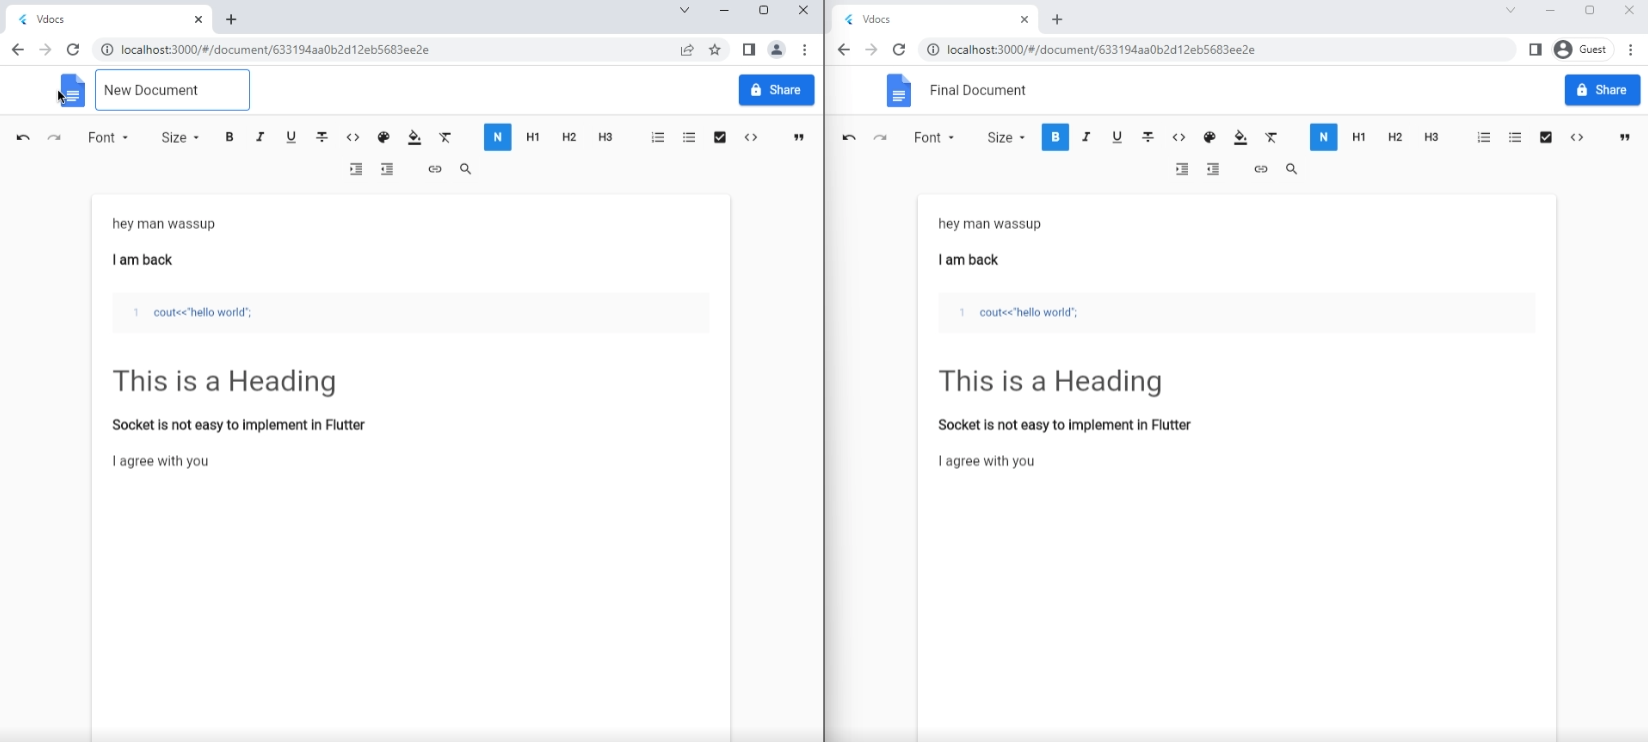 Vdocs
localhost:3000/#/document/633194aa0b2d12eb5683ee2e
New Document
Share
Font Size B I U N H1 H2 H3
hey man wassup
I am back
1 cout<<"hello world";
This is a Heading
Socket is not easy to implement in Flutter
I agree with you
Vdocs
localhost:3000/#/document/633194aa0b2d12eb5683ee2e
Guest
Final Document
Share
Font Size B I U N H1 H2 H3
hey man wassup
I am back
1 cout<<"hello world";
This is a Heading
Socket is not easy to implement in Flutter
I agree with you